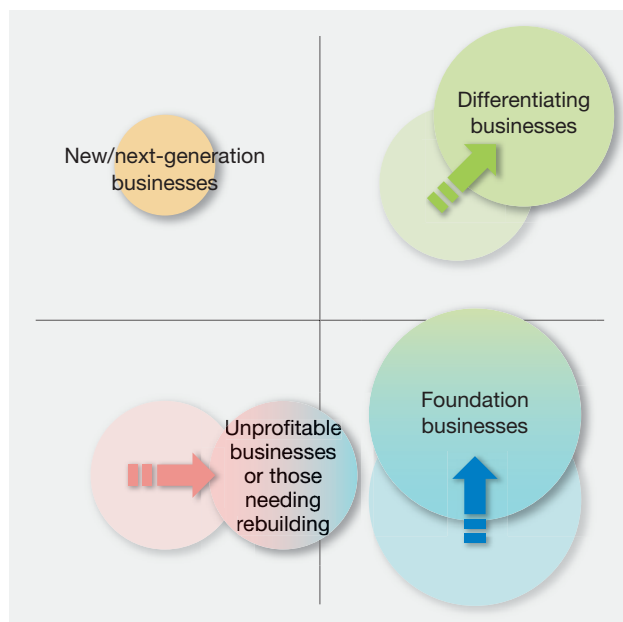 Differentiating
businesses
New/next-generation
businesses
Foundation
businesses
Unprofitable
businesses
or those
needing
rebuilding